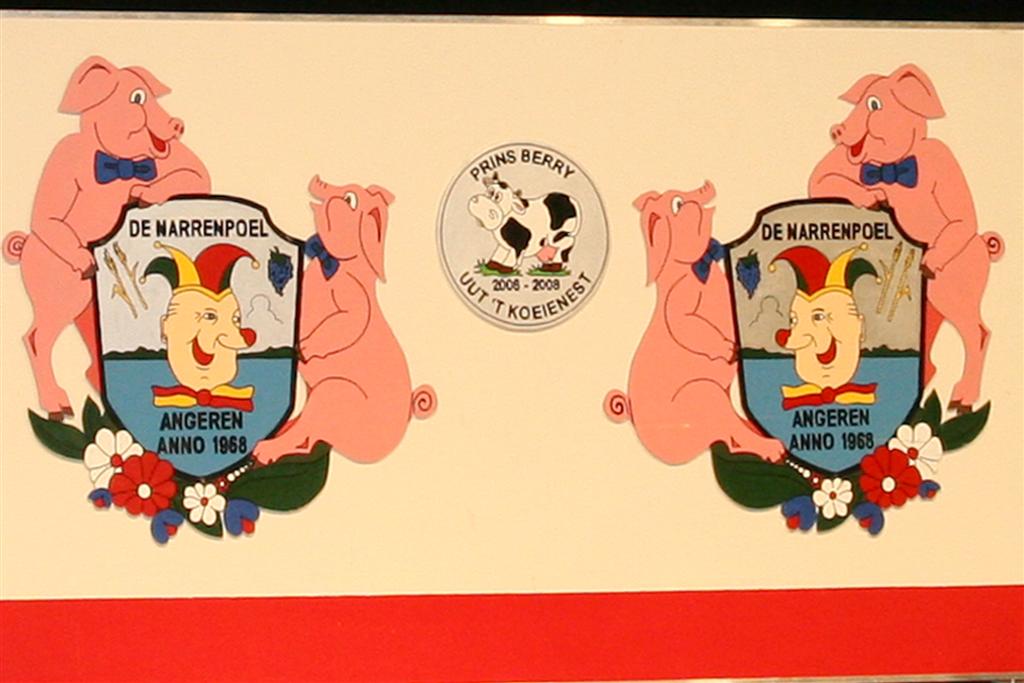 DE NARRENPOEL
ANGEREN
ANNO 1968
PRINS BERRY
2006 - 2008
UUT 'T KOEIENEST
DE NARRENPOEL
ANGEREN
ANNO 1968